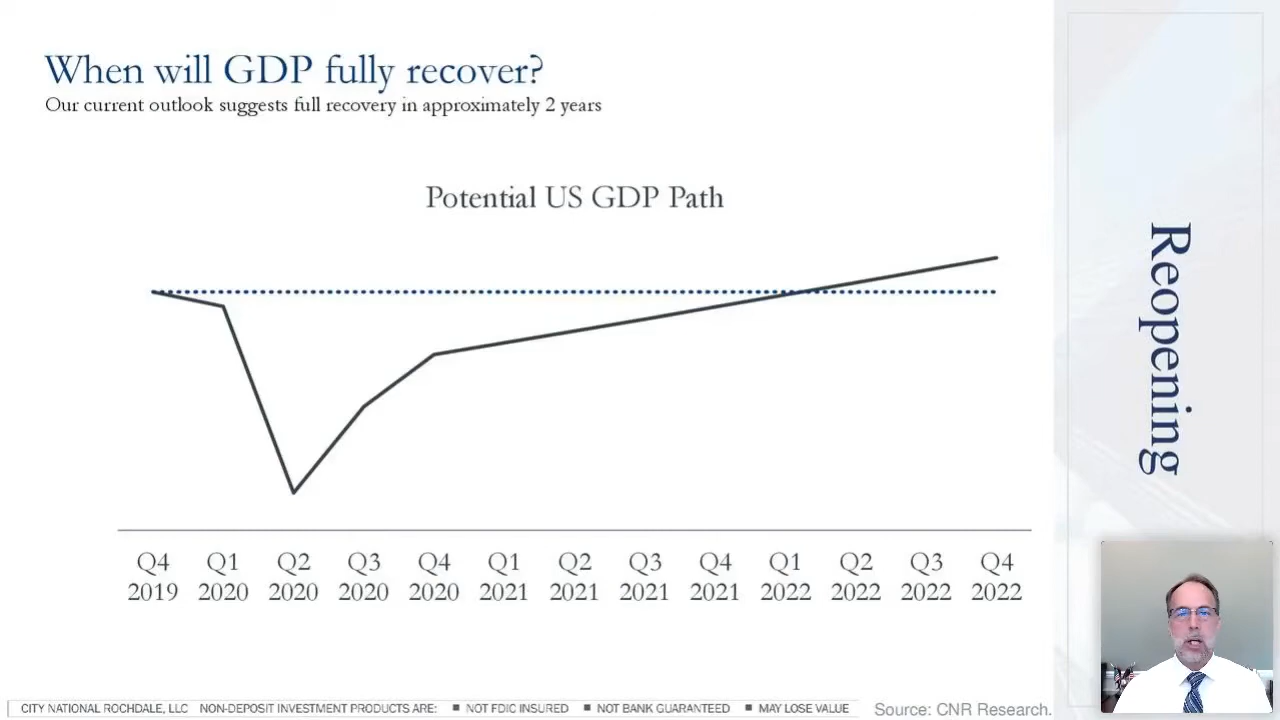 When will GDP fully recover?
Our current outlook suggests full recovery in approximately 2 years
Potential US GDP Path
Q4 Q1 Q2 Q3 Q4 Q1 Q2 Q3 Q4 Q1 Q2 Q3 Q4
2019 2020 2020 2020 2020 2021 2021 2021 2021 2022 2022 2022 2022
Reopening
CITY NATIONAL ROCHDALE, LLC NON-DEPOSIT INVESTMENT PRODUCTS ARE: ■ NOT FDIC INSURED ■ NOT BANK GUARANTEED ■ MAY LOSE VALUE
Source: CNR Research.